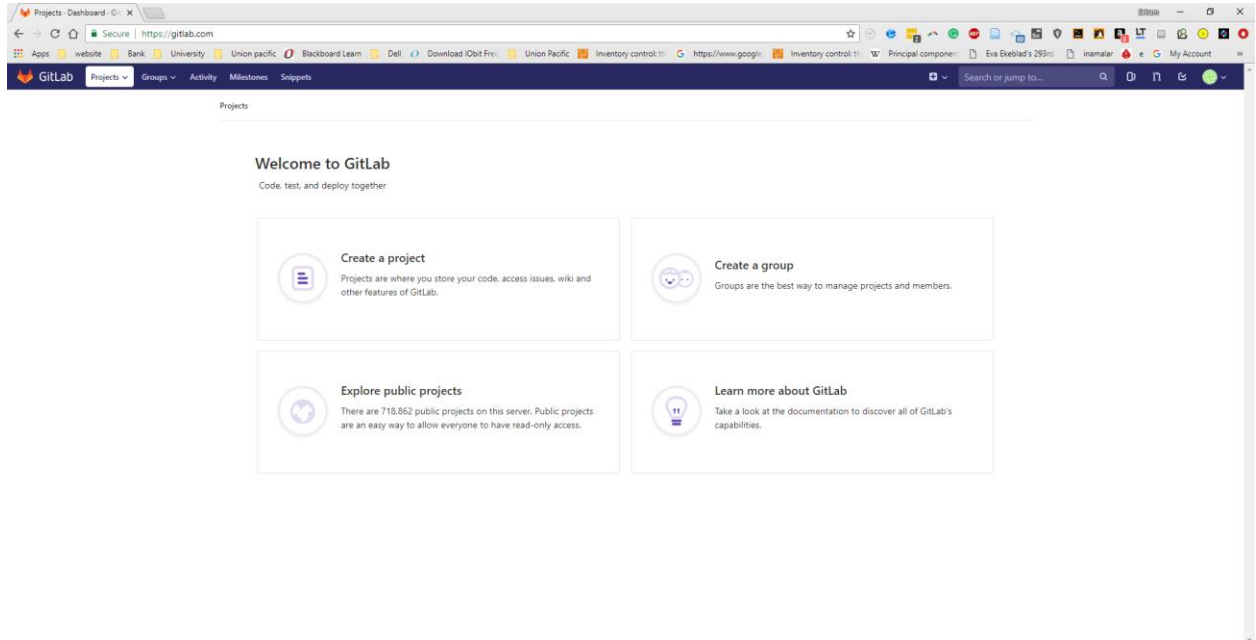 Projects · Dashboard · Gi
Secure | https://gitlab.com
Apps website Bank University Union pacific Blackboard Learn Dell Download IObit Free Union Pacific Inventory control: th https://www.google. Inventory control: th Principal componen Eva Ekeblad's 293rd inamalar e My Account »
GitLab Projects Groups Activity Milestones Snippets Search or jump to...
Projects
Welcome to GitLab
Code, test, and deploy together
Create a project
Projects are where you store your code, access issues, wiki and
other features of GitLab.
Create a group
Groups are the best way to manage projects and members.
Explore public projects
There are 718,862 public projects on this server. Public projects
are an easy way to allow everyone to have read-only access.
Learn more about GitLab
Take a look at the documentation to discover all of GitLab's
capabilities.